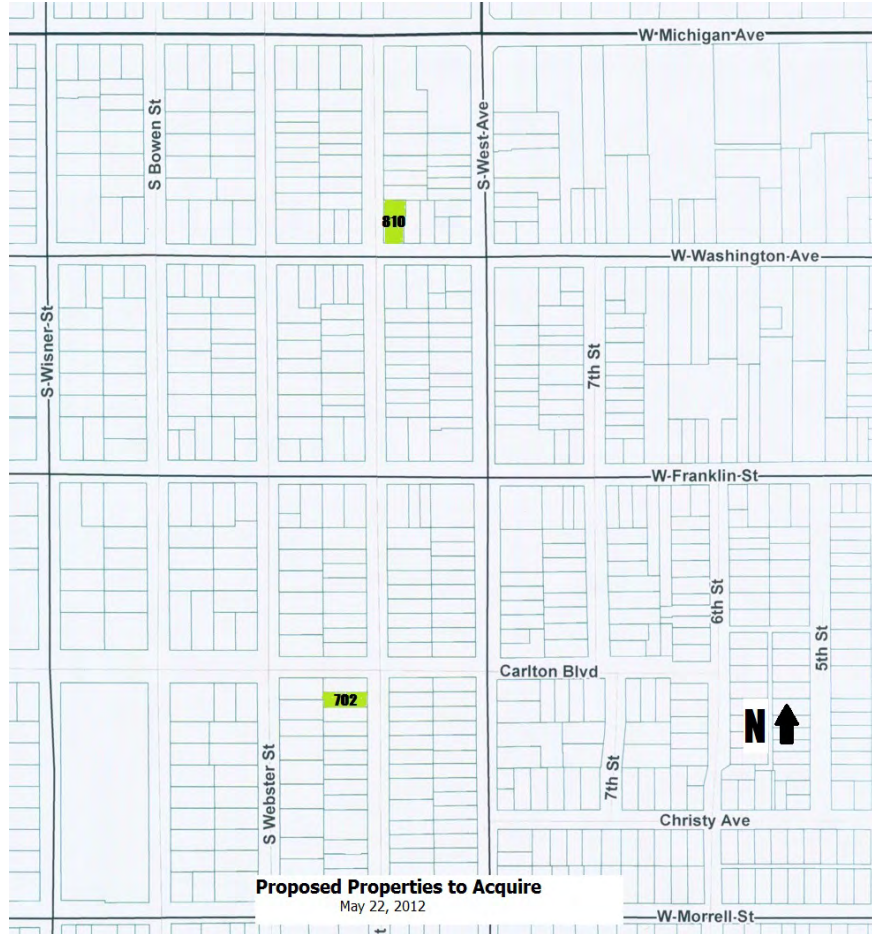 W-Michigan-Ave
S Bowen St
S-West-Ave
810
W-Washington-Ave
S-Wisner-St
7th St
W-Franklin-St
6th St
5th St
Carlton Blvd
702
N
S Webster St
7th St
Christy Ave
Proposed Properties to Acquire
May 22, 2012
W-Morrell-St